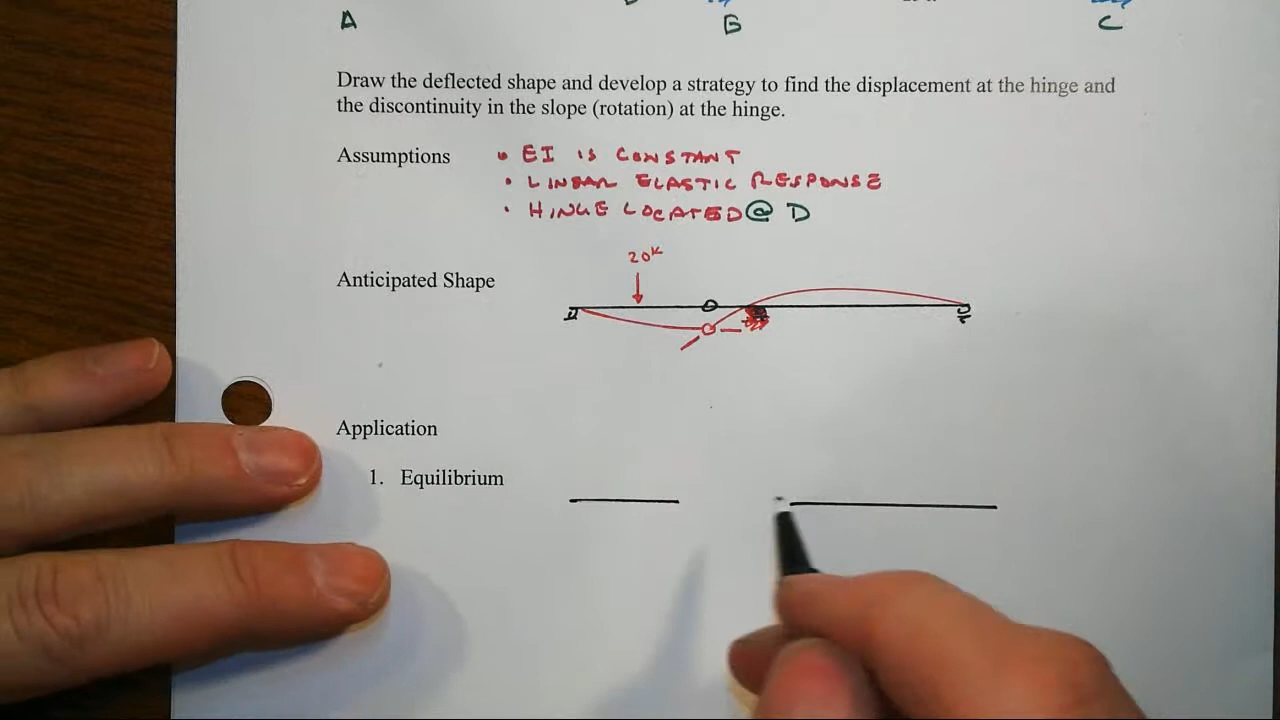 A B C
Draw the deflected shape and develop a strategy to find the displacement at the hinge and
the discontinuity in the slope (rotation) at the hinge.
Assumptions • EI IS CONSTANT
• LINEAR ELASTIC RESPONSE
• HINGE LOCATED @ D
20K
Anticipated Shape
Application
1. Equilibrium